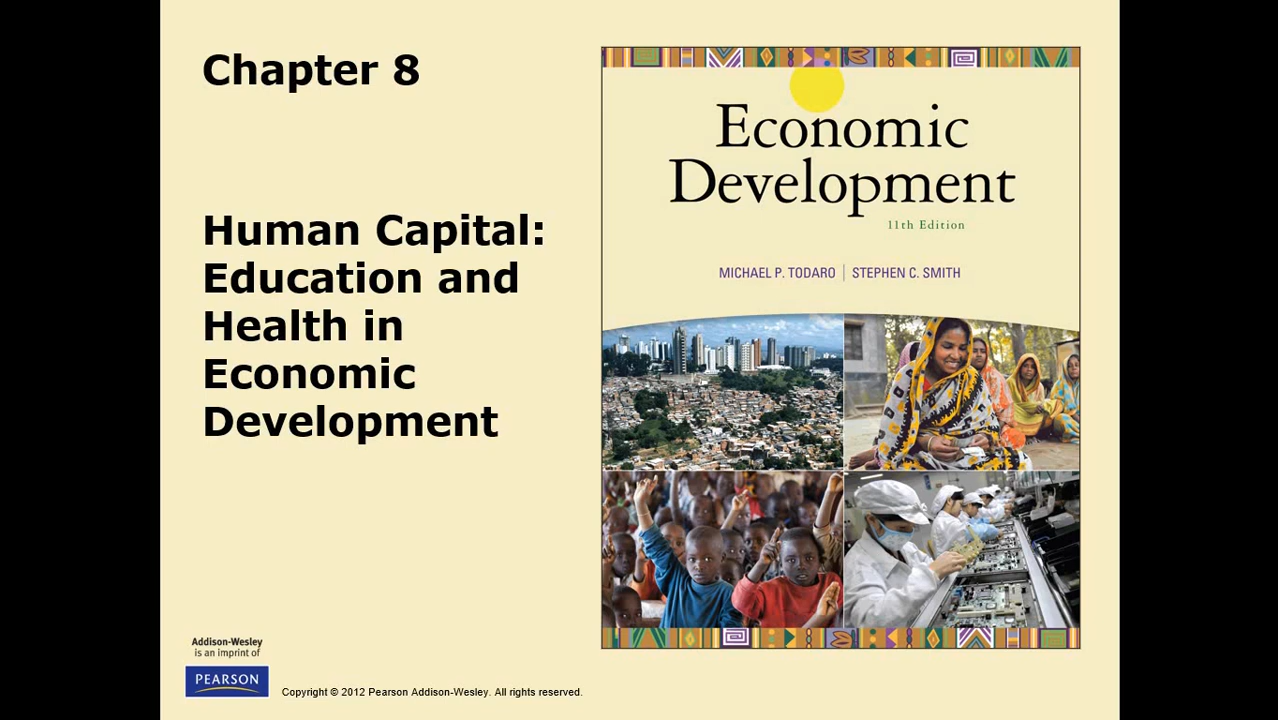 Chapter 8
Human Capital:
Education and
Health in
Economic
Development
Economic
Development
11th Edition
MICHAEL P. TODARO | STEPHEN C. SMITH
Addison-Wesley
is an imprint of
PEARSON
Copyright © 2012 Pearson Addison-Wesley. All rights reserved.